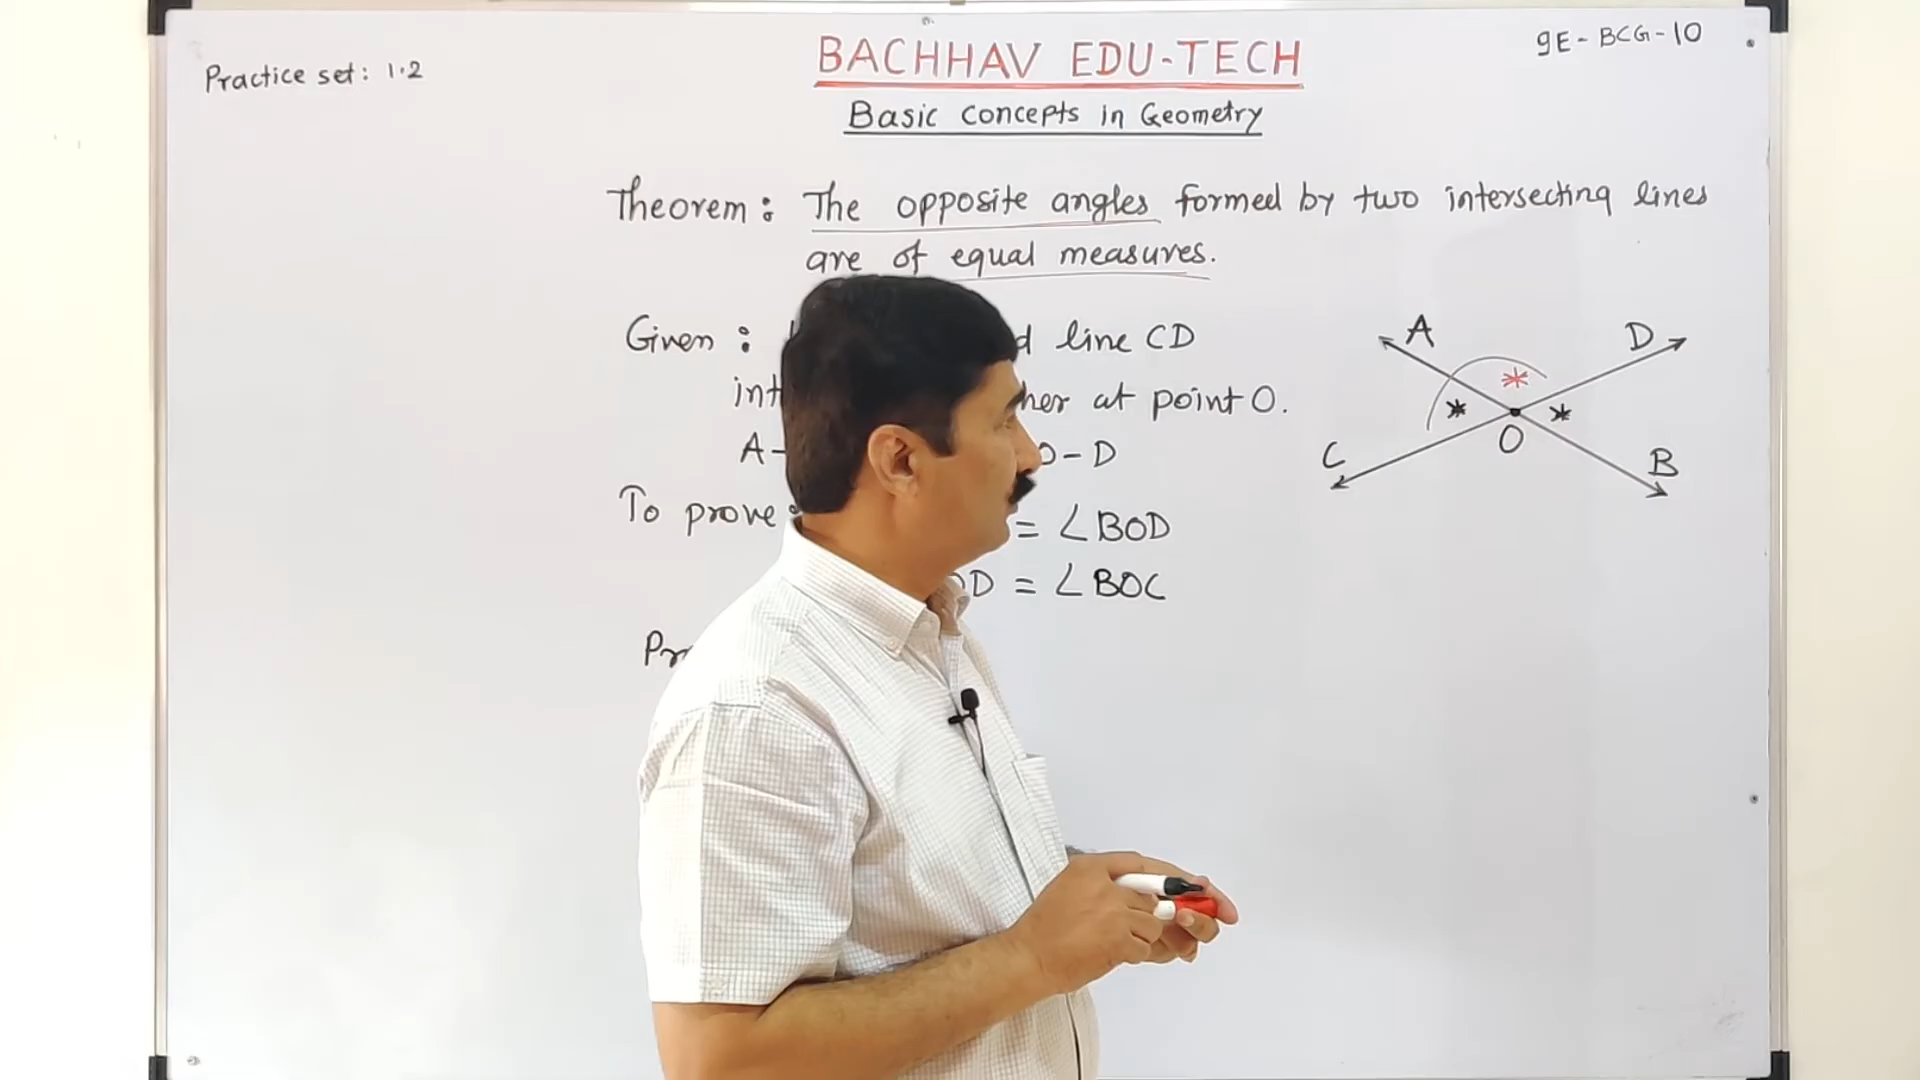 Practice set: 1.2
BACHHAV EDU-TECH
9E-BCG-10
Basic concepts in Geometry
Theorem: The opposite angles formed by two intersecting lines
are of equal measures.
Given: line CD
at point O.
A- O-D
To prove: = ∠BOD
OD = ∠BOC
A
D
*
* *
O
C
B